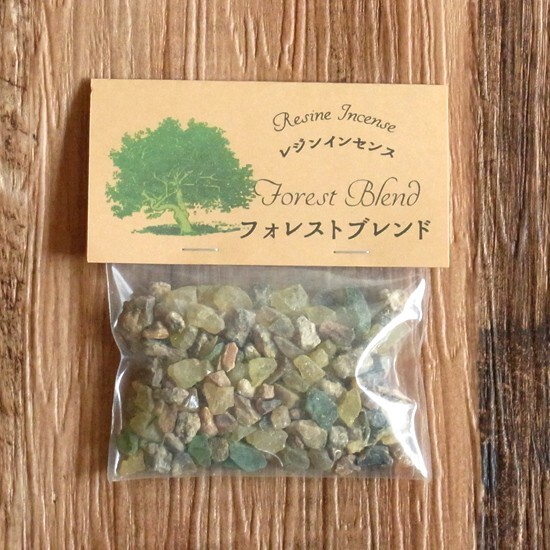 Resine Incense
レジンインセンス
Forest Blend
フォレストブレンド